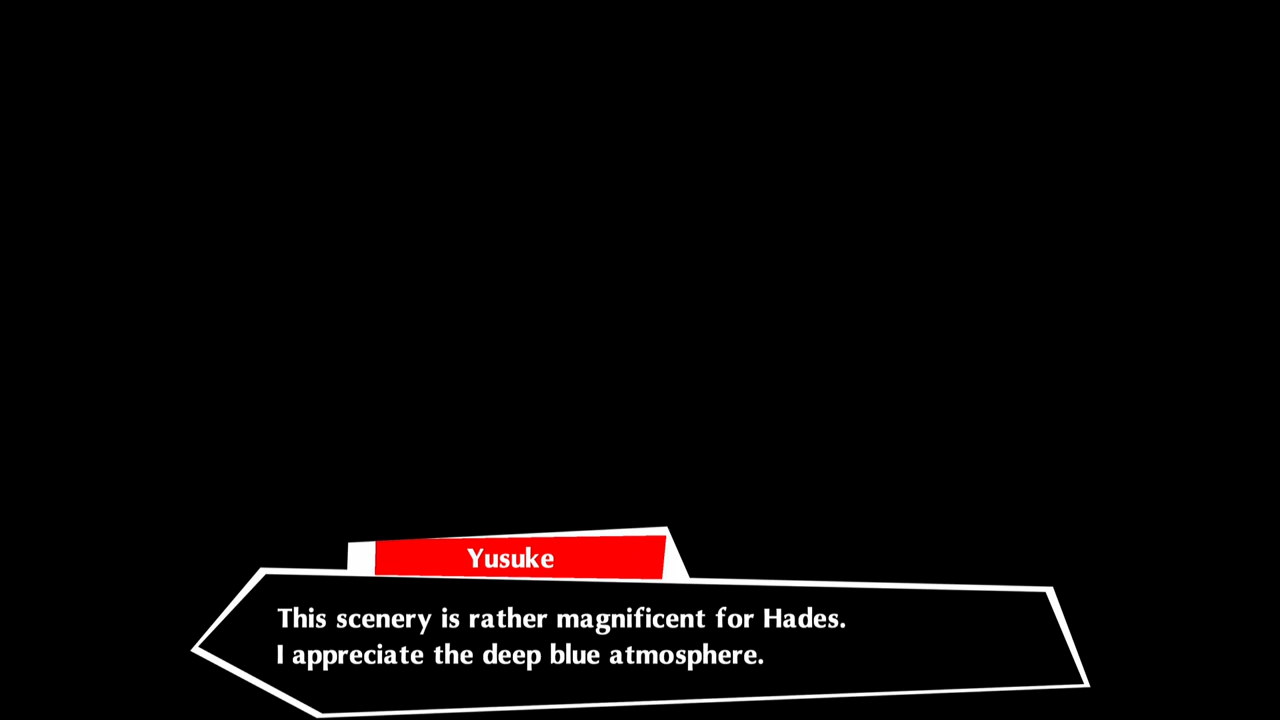 Yusuke
This scenery is rather magnificent for Hades.
I appreciate the deep blue atmosphere.